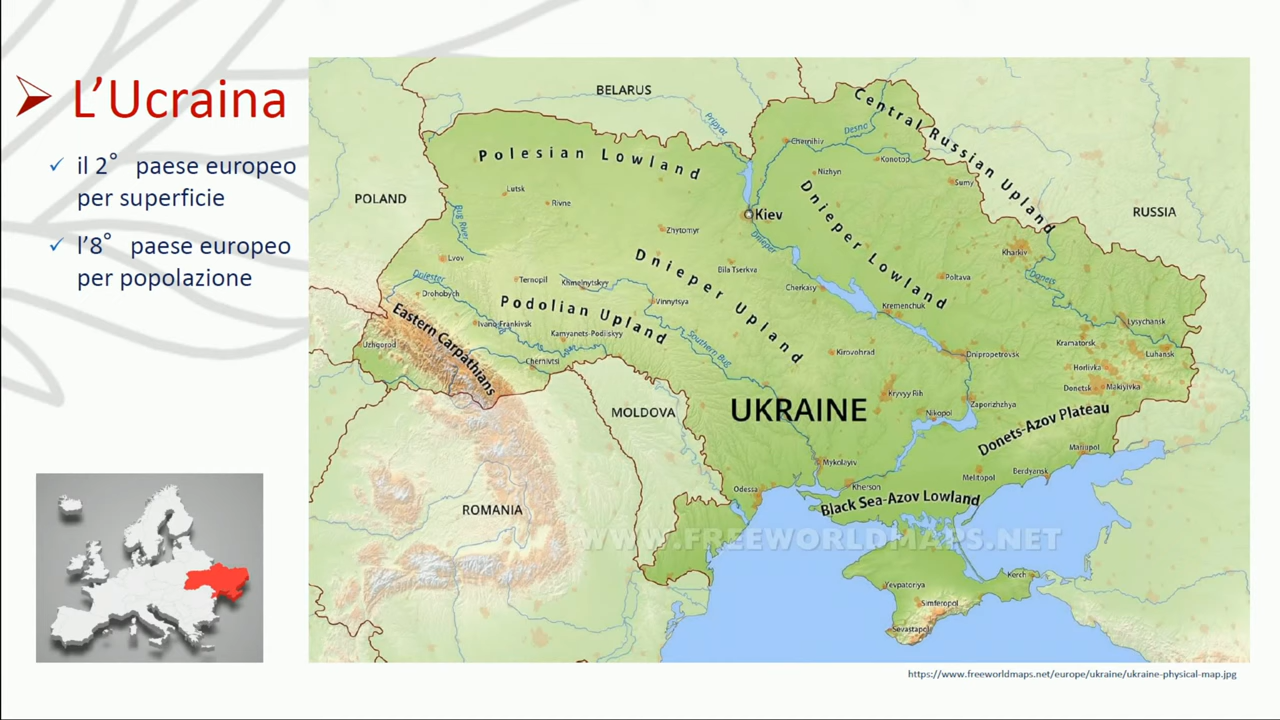 L'Ucraina
il 2° paese europeo
per superficie
l'8° paese europeo
per popolazione
BELARUS
Pripyat
Central Russian Upland
Desna
Chernihiv
Konotop
Polesian Lowland
Nizhyn
Sumy
Lutsk
Rivne
POLAND
Dnieper Lowland
Kiev
RUSSIA
Bug River
Zhytomyr
Dnieper
Kharkiv
Lvov
Dnieper Upland
Bila Tserkva
Poltava
Donets
Dniester
Ternopil
Khmelnytskyy
Cherkasy
Drohobych
Vinnytsya
Kremenchuk
Podolian Upland
Eastern Carpathians
Ivano-Frankivsk
Kamyanets-Podilskyy
Lysychansk
Uzhgorod
Southern Bug
Kramatorsk
Chernivtsi
Kirovohrad
Dnipropetrovsk
Luhansk
Horlivka
Donetsk
Makiyivka
Kryvyy Rih
MOLDOVA
UKRAINE
Nikopol
Zaporizhzhya
Donets-Azov Plateau
Mariupol
Mykolayiv
Melitopol
Berdyansk
Odessa
Kherson
Black Sea-Azov Lowland
ROMANIA
WWW.FREEWORLDMAPS.NET
Kerch
Yevpatoriya
Simferopol
Sevastapol
https://www.freeworldmaps.net/europe/ukraine/ukraine-physical-map.jpg